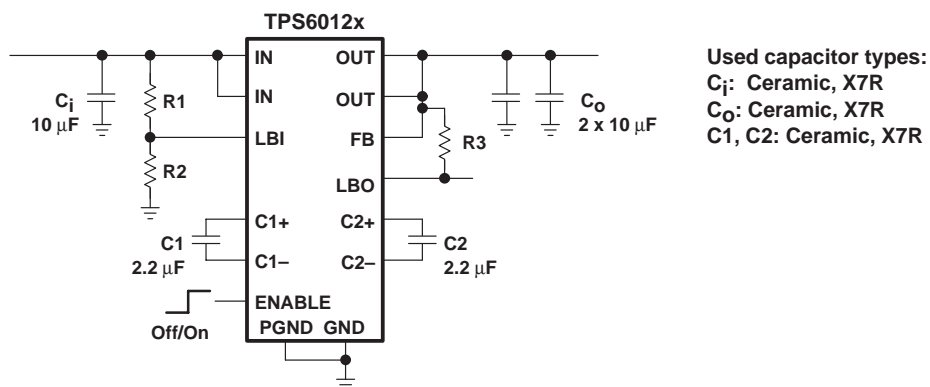 TPS6012x
IN
OUT
IN
OUT
LBI
FB
LBO
C1+
C2+
C1–
C2–
ENABLE
PGND GND
Ci
10 µF
R1
R2
R3
Co
2 x 10 µF
C1
2.2 µF
C2
2.2 µF
Off/On
Used capacitor types:
Ci: Ceramic, X7R
Co: Ceramic, X7R
C1, C2: Ceramic, X7R